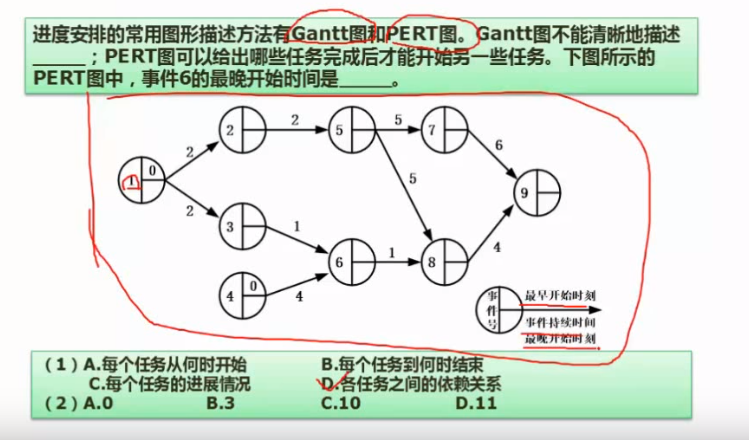 进度安排的常用图形描述方法有Gantt图和PERT图。Gantt图不能清晰地描述
______；PERT图可以给出哪些任务完成后才能开始另一些任务。下图所示的
PERT图中，事件6的最晚开始时间是______。
2 2 5 5 7
1 0 2 6
5 9
2 3 1
6 1 8 4
4 0 4
事件号
最早开始时刻
事件持续时间
最晚开始时刻
（1）A.每个任务从何时开始 B.每个任务到何时结束
C.每个任务的进展情况 D.各任务之间的依赖关系
（2）A.0 B.3 C.10 D.11